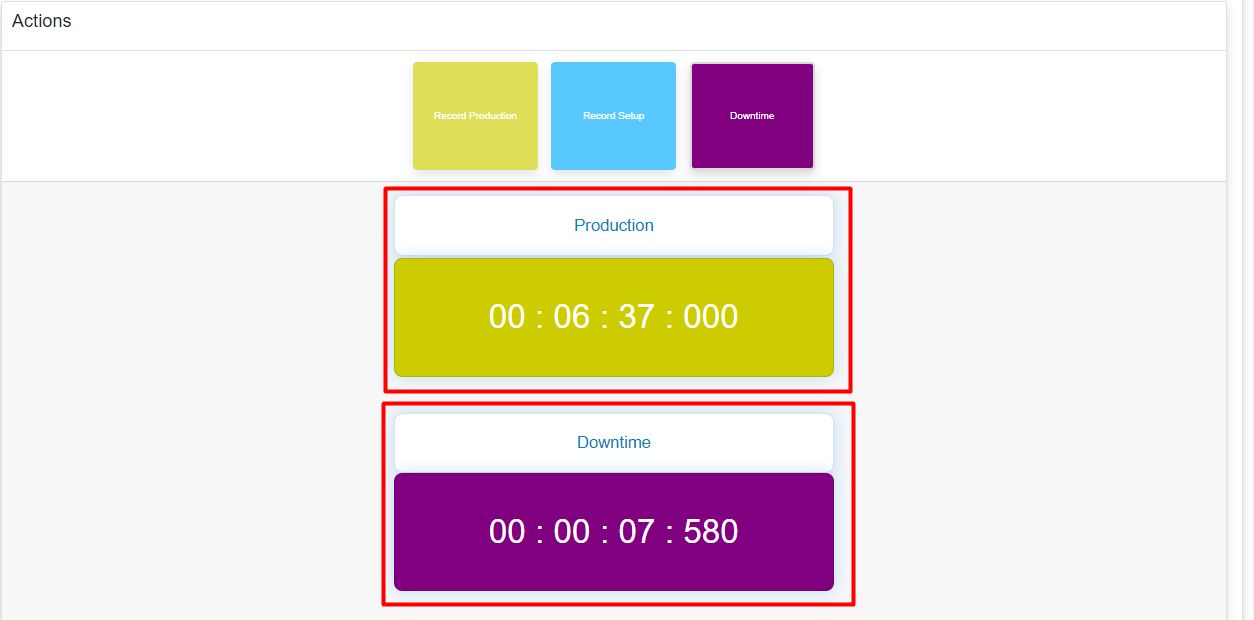 Actions
Record Production
Record Setup
Downtime
Production
00 : 06 : 37 : 000
Downtime
00 : 00 : 07 : 580